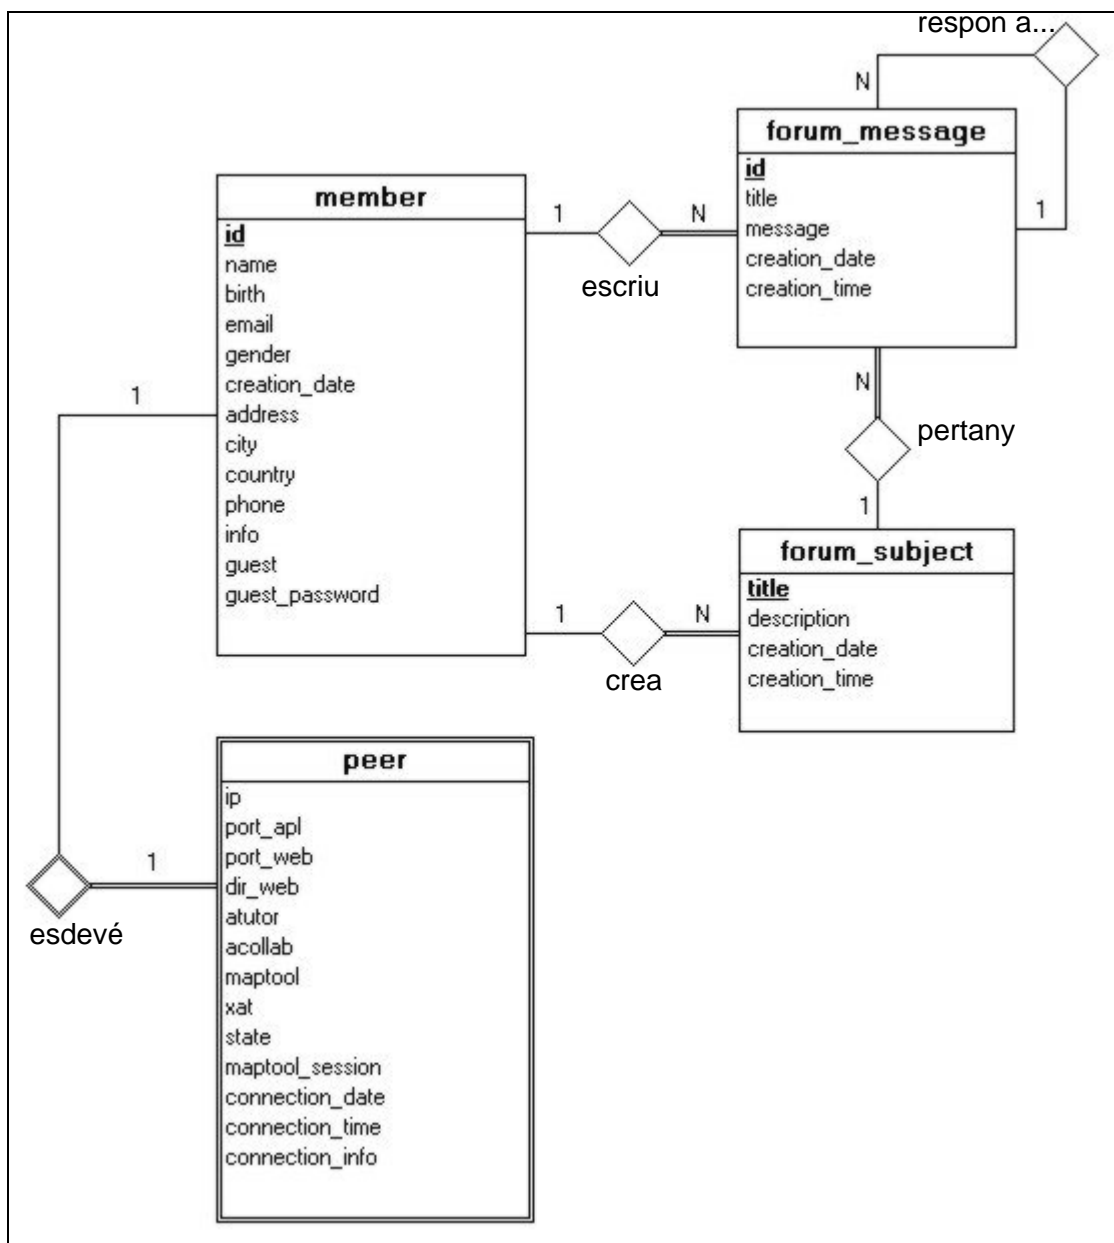 respon a...
N
forum_message
id
title
message
creation_date
creation_time
1
member
id
name
birth
email
gender
creation_date
address
city
country
phone
info
guest
guest_password
1
N
escriu
1
N
pertany
1
forum_subject
title
description
creation_date
creation_time
1
N
crea
peer
ip
port_apl
port_web
dir_web
atutor
acollab
maptool
xat
state
maptool_session
connection_date
connection_time
connection_info
1
esdevé